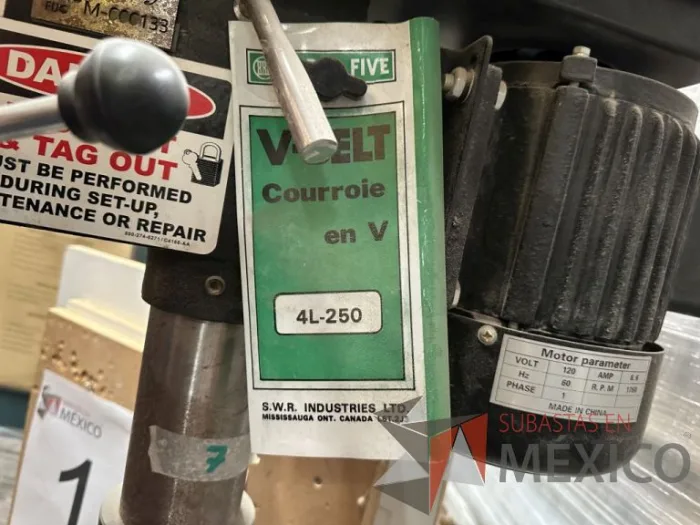 M-CCC133
FIVE
DA
& TAG OUT
UST BE PERFORMED
DURING SET-UP,
TENANCE OR REPAIR
V-BELT
Courroie
en V
4L-250
S.W.R. INDUSTRIES LTD.
MISSISSAUGA ONT. CANADA
Motor parameter
VOLT 120 AMP
Hz 60 R.P.M
PHASE 1
MADE IN CHINA
7
MÉXICO
1
SUBASTAS EN
MÉXICO